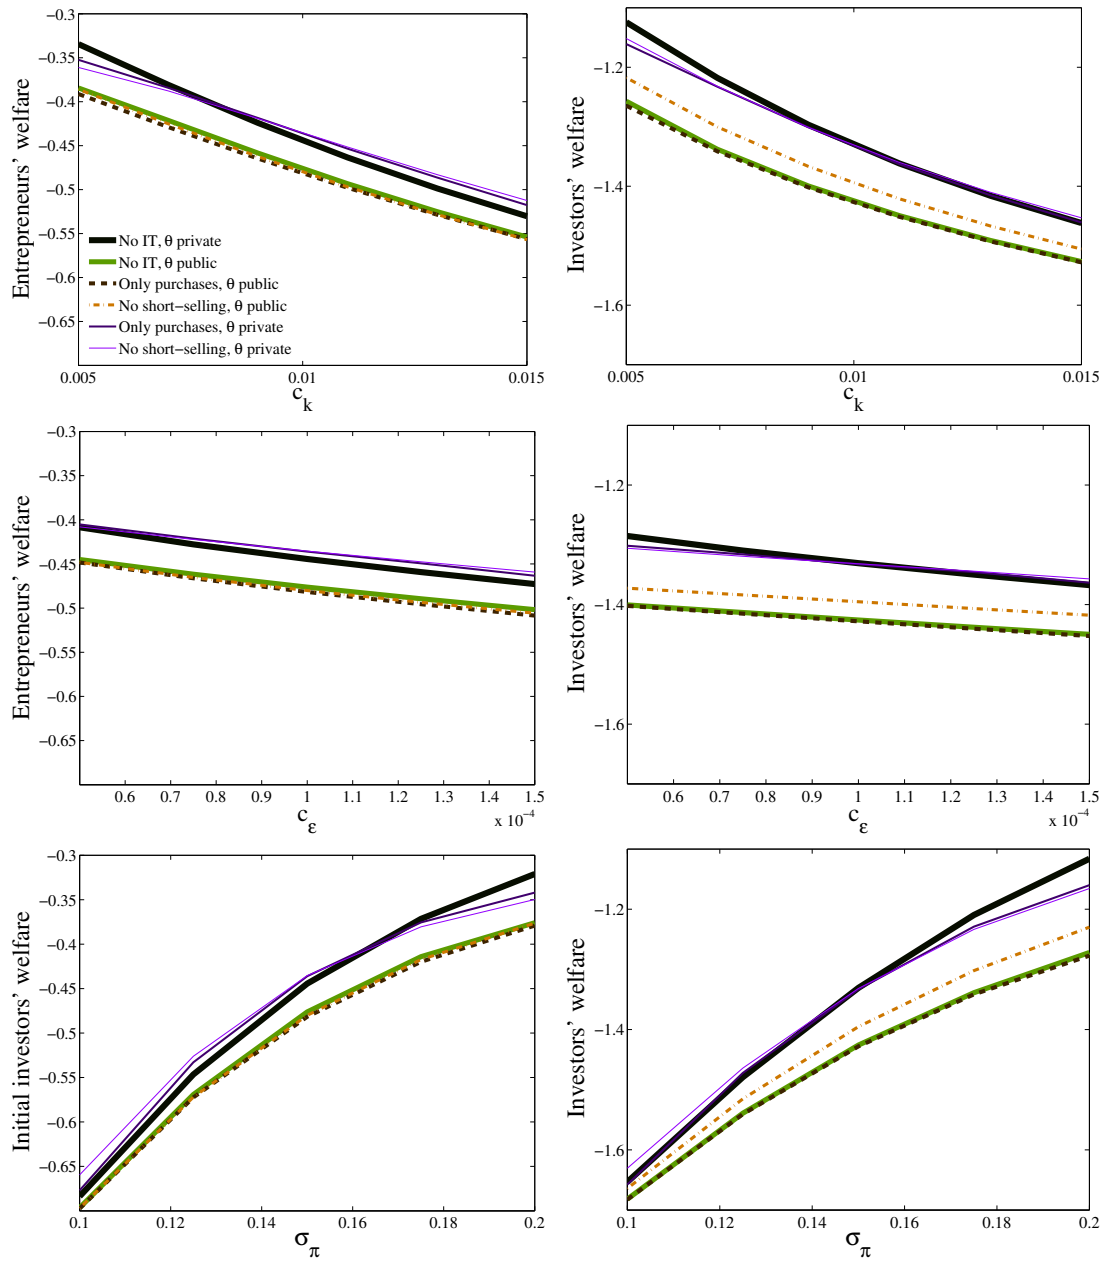 −0.3
−0.35
−0.4
−0.45
−0.5
−0.55
−0.6
−0.65
Entrepreneurs' welfare
No IT, θ private
No IT, θ public
Only purchases, θ public
No short−selling, θ public
Only purchases, θ private
No short−selling, θ private
0.005
0.01
0.015
c_k
−1.2
−1.4
−1.6
Investors' welfare
0.005
0.01
0.015
c_k
−0.3
−0.35
−0.4
−0.45
−0.5
−0.55
−0.6
−0.65
Entrepreneurs' welfare
0.6 0.7 0.8 0.9 1 1.1 1.2 1.3 1.4 1.5
c_ε
x 10^−4
−1.2
−1.4
−1.6
Investors' welfare
0.6 0.7 0.8 0.9 1 1.1 1.2 1.3 1.4 1.5
c_ε
x 10^−4
−0.3
−0.35
−0.4
−0.45
−0.5
−0.55
−0.6
−0.65
Initial investors' welfare
0.1 0.12 0.14 0.16 0.18 0.2
σ_π
−1.2
−1.4
−1.6
Investors' welfare
0.1 0.12 0.14 0.16 0.18 0.2
σ_π